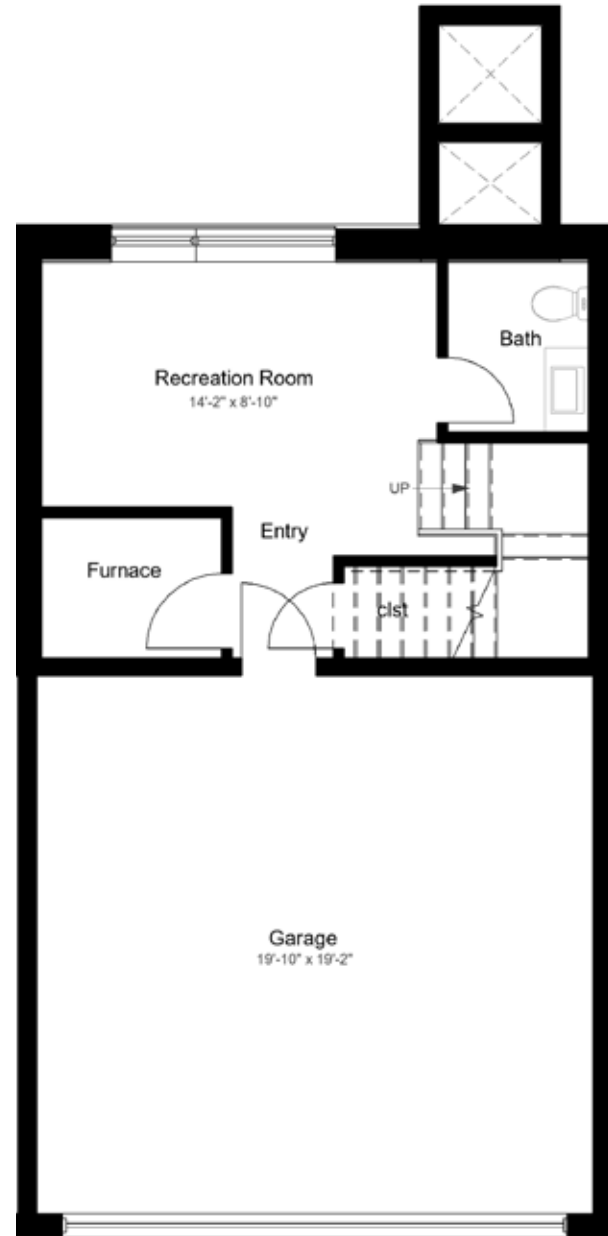 Bath
Recreation Room
14'-2" x 8'-10"
UP
Entry
Furnace
clst
Garage
19'-10" x 19'-2"